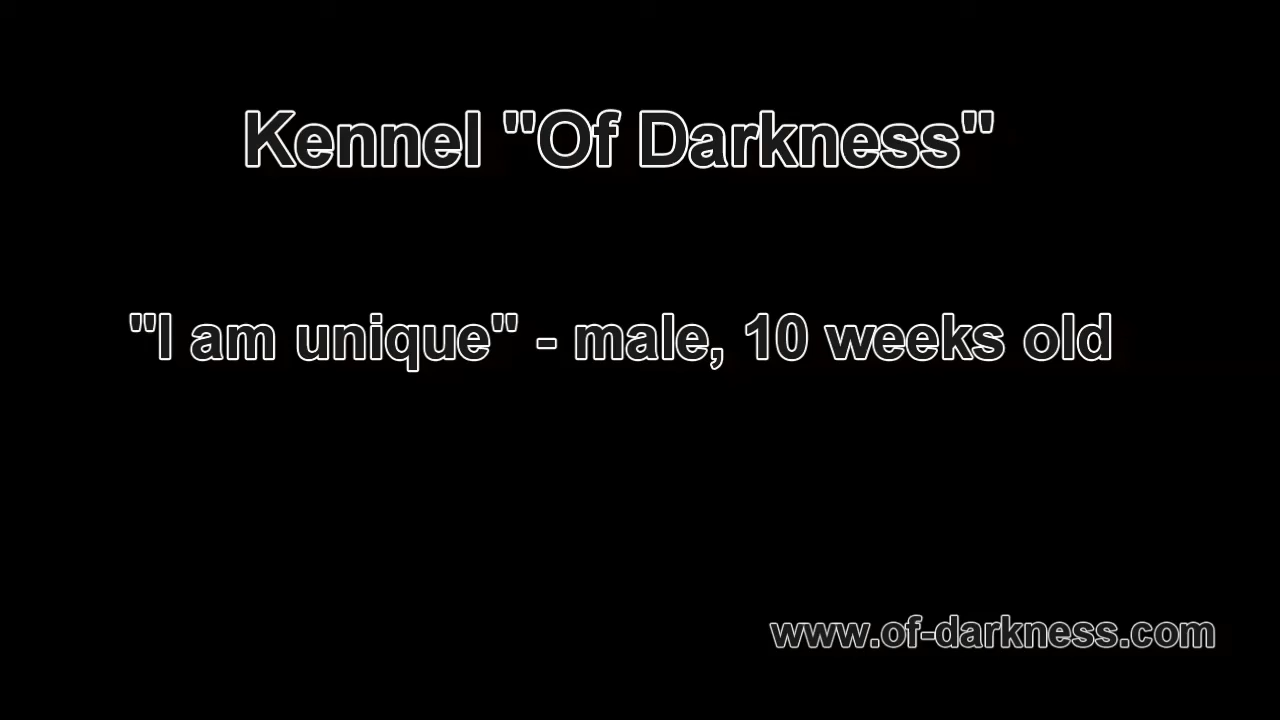 Kennel "Of Darkness"
"I am unique" - male, 10 weeks old
www.of-darkness.com